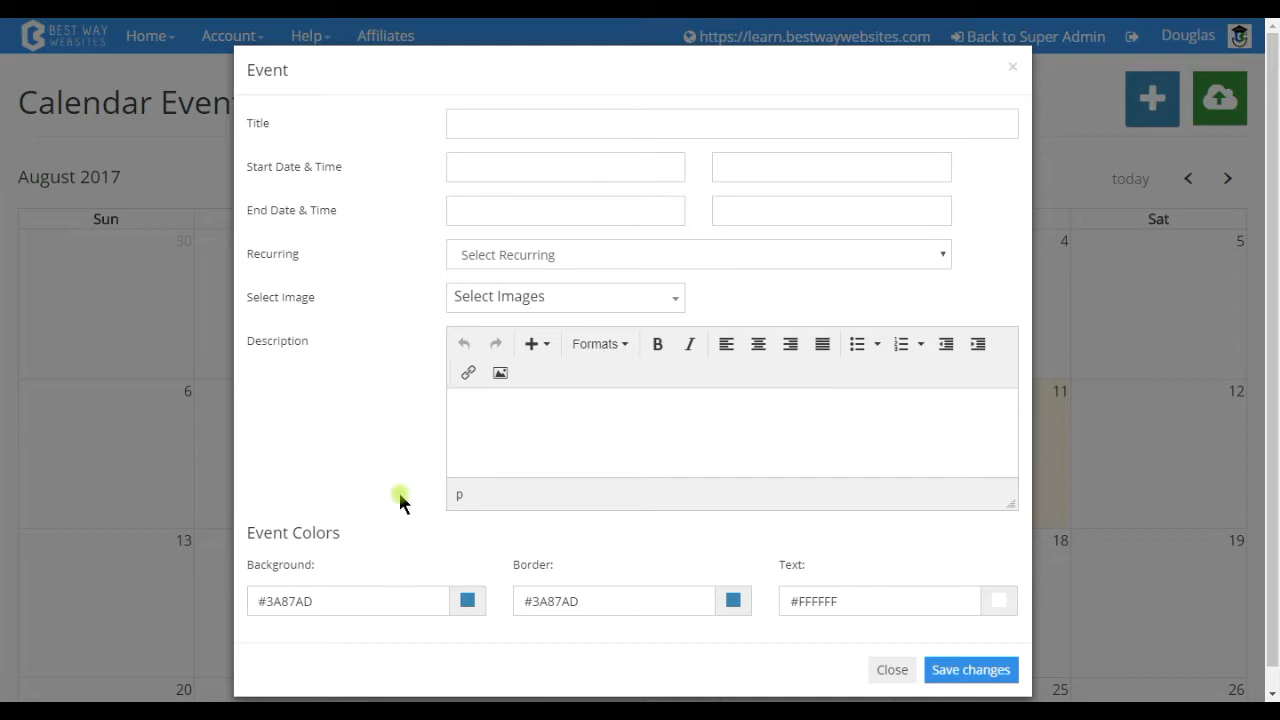 BEST WAY WEBSITES Home Account Help Affiliates https://learn.bestwaywebsites.com Back to Super Admin Douglas
Event ×
Calendar Even
Title
August 2017 today
Start Date & Time
End Date & Time
Sun Sat
30 4 5
Recurring Select Recurring
Select Image Select Images
Description Formats B I
6 11 12
p
Event Colors
13 18 19
Background: Border: Text:
#3A87AD #3A87AD #FFFFFF
Close Save changes
20 25 26